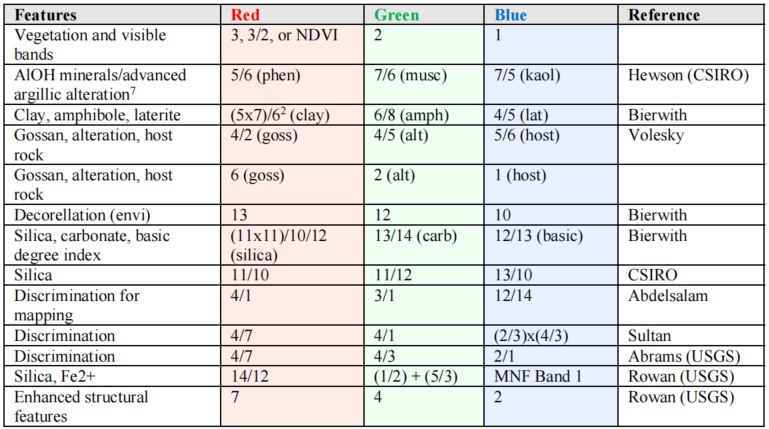 Features Red Green Blue Reference
Vegetation and visible 3, 3/2, or NDVI 2 1
bands
AlOH minerals/advanced 5/6 (phen) 7/6 (musc) 7/5 (kaol) Hewson (CSIRO)
argillic alteration⁷
Clay, amphibole, laterite (5x7)/6² (clay) 6/8 (amph) 4/5 (lat) Bierwith
Gossan, alteration, host 4/2 (goss) 4/5 (alt) 5/6 (host) Volesky
rock
Gossan, alteration, host 6 (goss) 2 (alt) 1 (host)
rock
Decorellation (envi) 13 12 10 Bierwith
Silica, carbonate, basic (11x11)/10/12 13/14 (carb) 12/13 (basic) Bierwith
degree index (silica)
Silica 11/10 11/12 13/10 CSIRO
Discrimination for 4/1 3/1 12/14 Abdelsalam
mapping
Discrimination 4/7 4/1 (2/3)x(4/3) Sultan
Discrimination 4/7 4/3 2/1 Abrams (USGS)
Silica, Fe2+ 14/12 (1/2) + (5/3) MNF Band 1 Rowan (USGS)
Enhanced structural 7 4 2 Rowan (USGS)
features